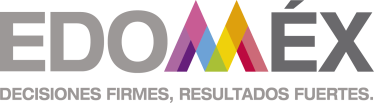 EDOMÉX
DECISIONES FIRMES, RESULTADOS FUERTES.